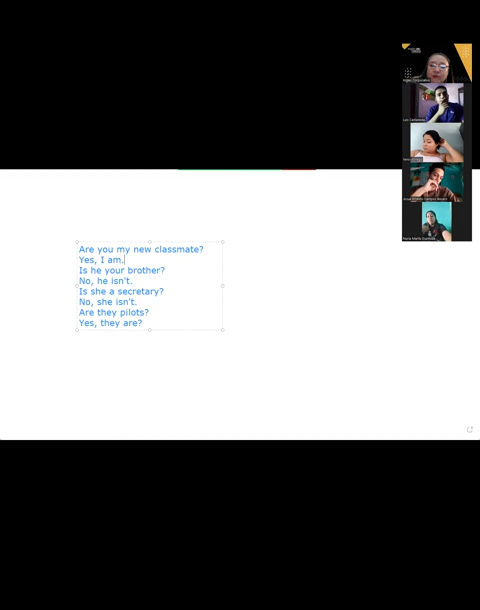 Are you my new classmate?
Yes, I am.
Is he your brother?
No, he isn't.
Is she a secretary?
No, she isn't.
Are they pilots?
Yes, they are?